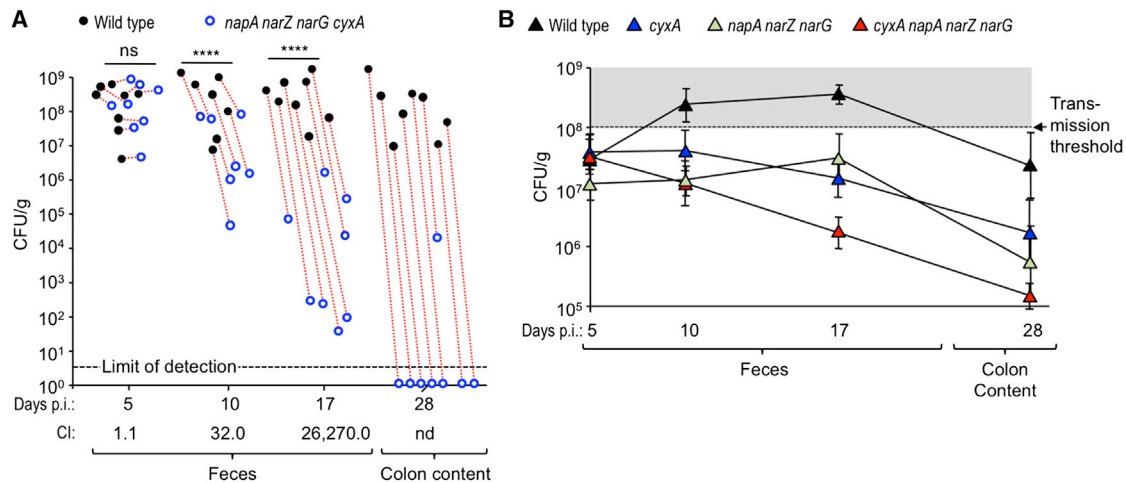 A
Wild type napA narZ narG cyxA
ns **** ****
10⁹
10⁸
10⁷
10⁶
10⁵
10⁴
10³
10²
10¹
10⁰
CFU/g
Limit of detection
Days p.i.: 5 10 17 28
CI: 1.1 32.0 26,270.0 nd
Feces Colon content
B
Wild type cyxA napA narZ narG cyxA napA narZ narG
10⁹
10⁸
10⁷
10⁶
10⁵
CFU/g
Trans-
mission
threshold
Days p.i.: 5 10 17 28
Feces Colon
Content